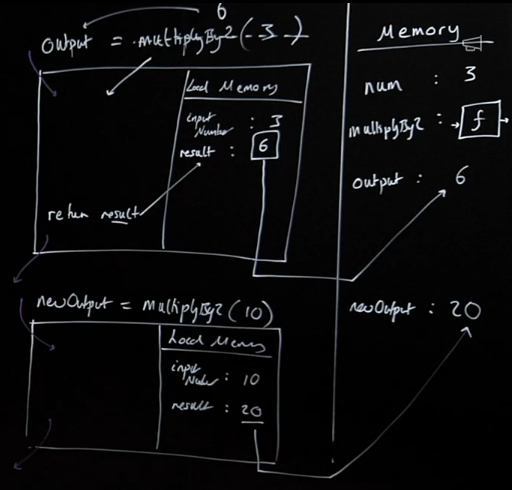 6
output = multiplyBy2(3)
Local Memory
input
Number : 3
result : 6
return result
newOutput = multiplyBy2(10)
Local Memory
input
Number : 10
result : 20
Memory
num : 3
multiplyBy2 : f
output : 6
newOutput : 20